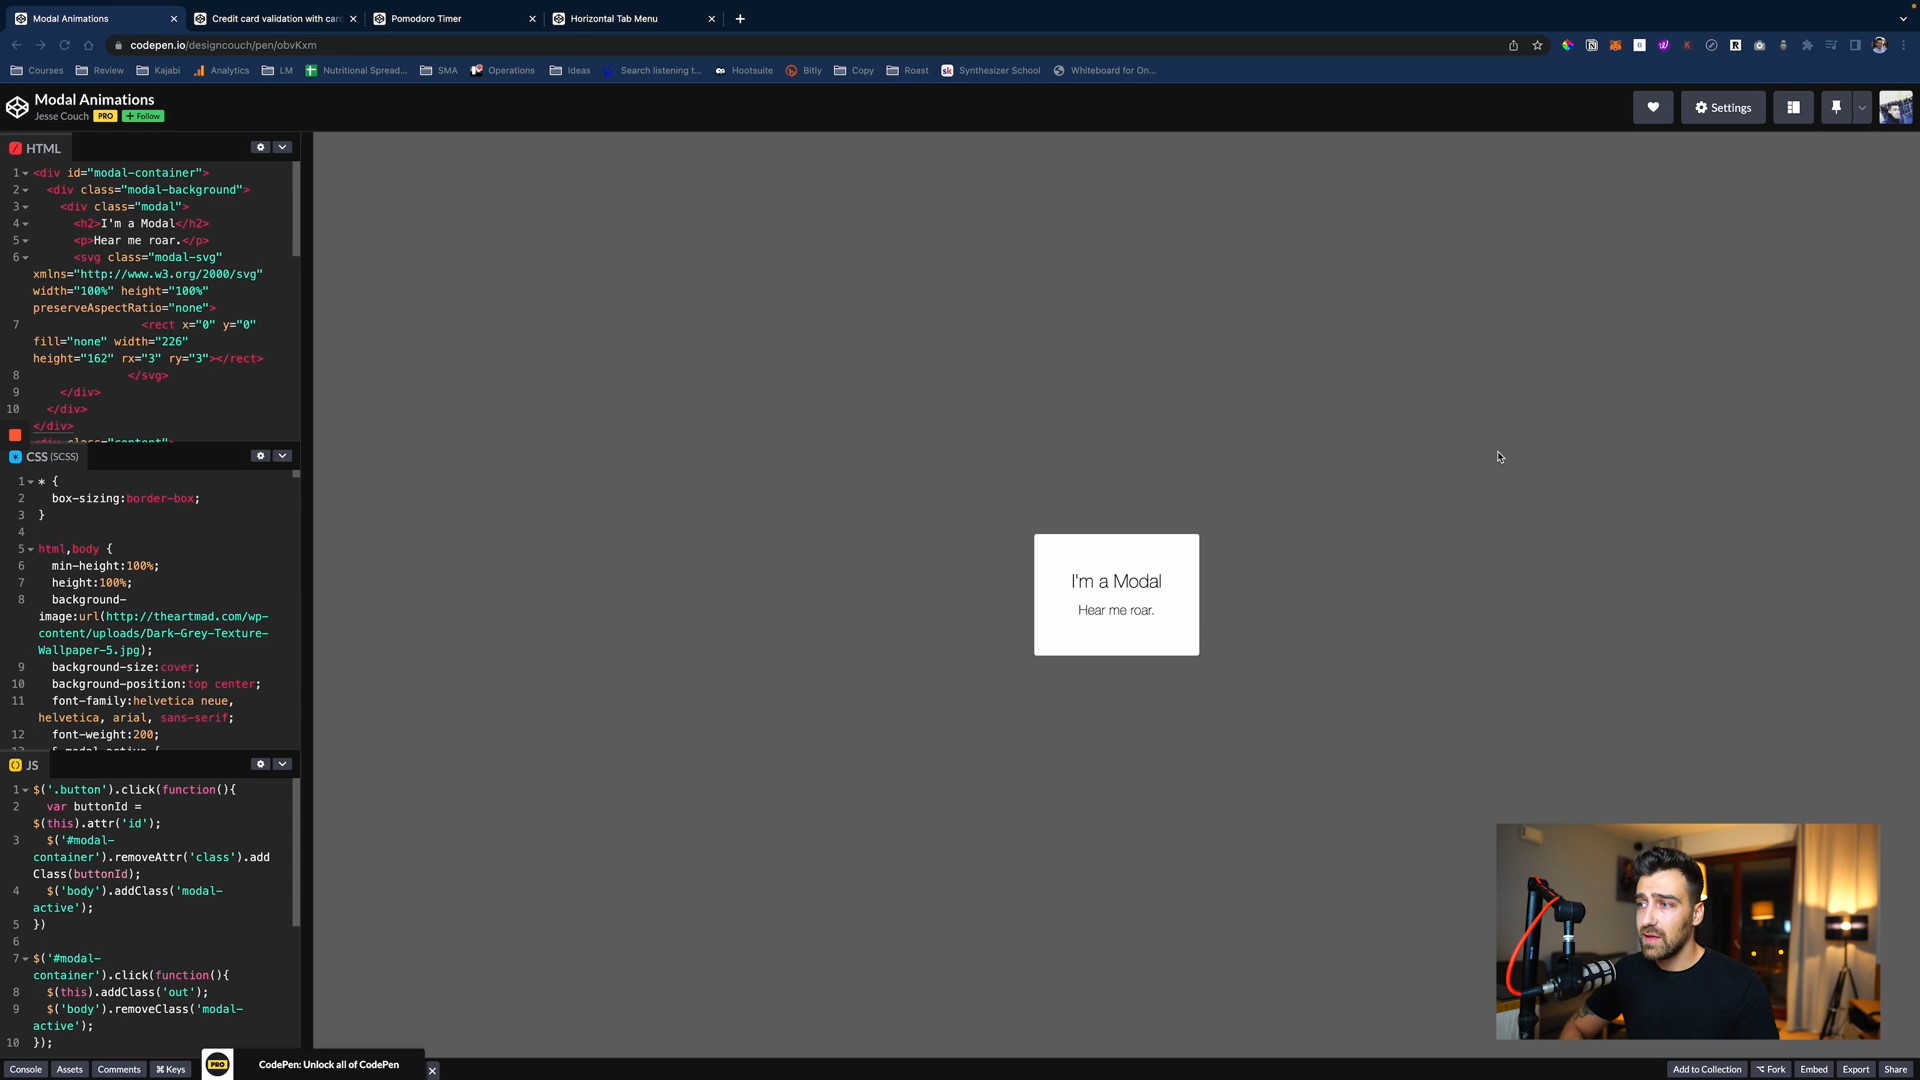 Modal Animations
Credit card validation with car
Pomodoro Timer
Horizontal Tab Menu
codepen.io/designcouch/pen/obvKxm
Courses
Review
Kajabi
Analytics
LM
Nutritional Spread...
SMA
Operations
Ideas
Search listening t...
Hootsuite
Bitly
Copy
Roast
sk Synthesizer School
Whiteboard for On...
Modal Animations
Jesse Couch PRO + Follow
Settings
HTML
1 <div id="modal-container">
2 <div class="modal-background">
3 <div class="modal">
4 <h2>I'm a Modal</h2>
5 <p>Hear me roar.</p>
6 <svg class="modal-svg"
xmlns="http://www.w3.org/2000/svg"
width="100%" height="100%"
preserveAspectRatio="none">
7 <rect x="0" y="0"
fill="none" width="226"
height="162" rx="3" ry="3"></rect>
8 </svg>
9 </div>
10 </div>
</div>
<div class="content">
CSS (SCSS)
1 * {
2 box-sizing:border-box;
3 }
4
5 html,body {
6 min-height:100%;
7 height:100%;
8 background-
image:url(http://theartmad.com/wp-
content/uploads/Dark-Grey-Texture-
Wallpaper-5.jpg);
9 background-size:cover;
10 background-position:top center;
11 font-family:helvetica neue,
helvetica, arial, sans-serif;
12 font-weight:200;
13 &.modal-active {
JS
1 $('.button').click(function(){
2 var buttonId =
$(this).attr('id');
3 $('#modal-
container').removeAttr('class').add
Class(buttonId);
4 $('body').addClass('modal-
active');
5 })
6
7 $('#modal-
container').click(function(){
8 $(this).addClass('out');
9 $('body').removeClass('modal-
active');
10 });
I'm a Modal
Hear me roar.
Console
Assets
Comments
⌘ Keys
PRO
CodePen: Unlock all of CodePen
Add to Collection
Fork
Embed
Export
Share